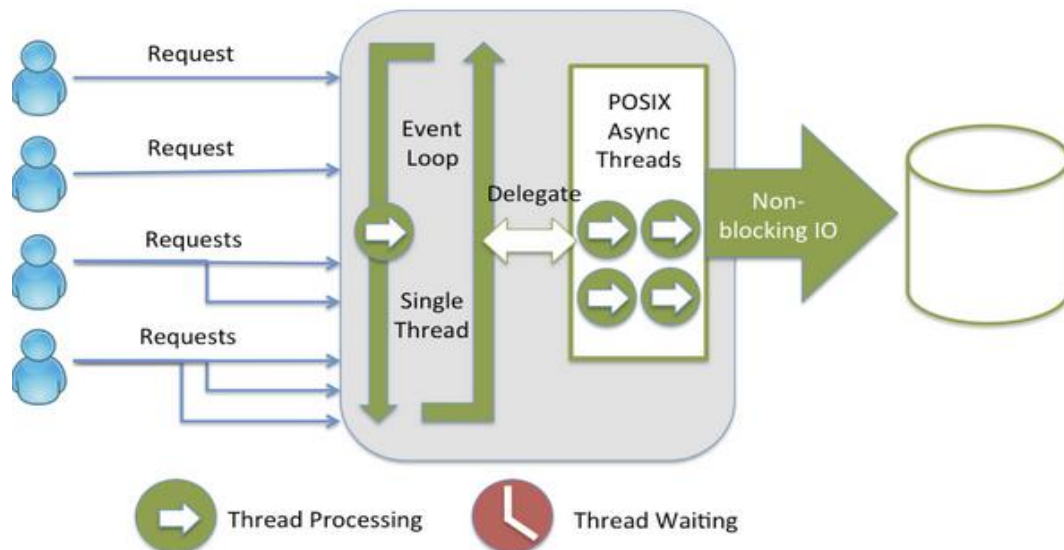 Request
Request
Requests
Requests
Event
Loop
Single
Thread
Delegate
POSIX
Async
Threads
Non-
blocking IO
Thread Processing
Thread Waiting